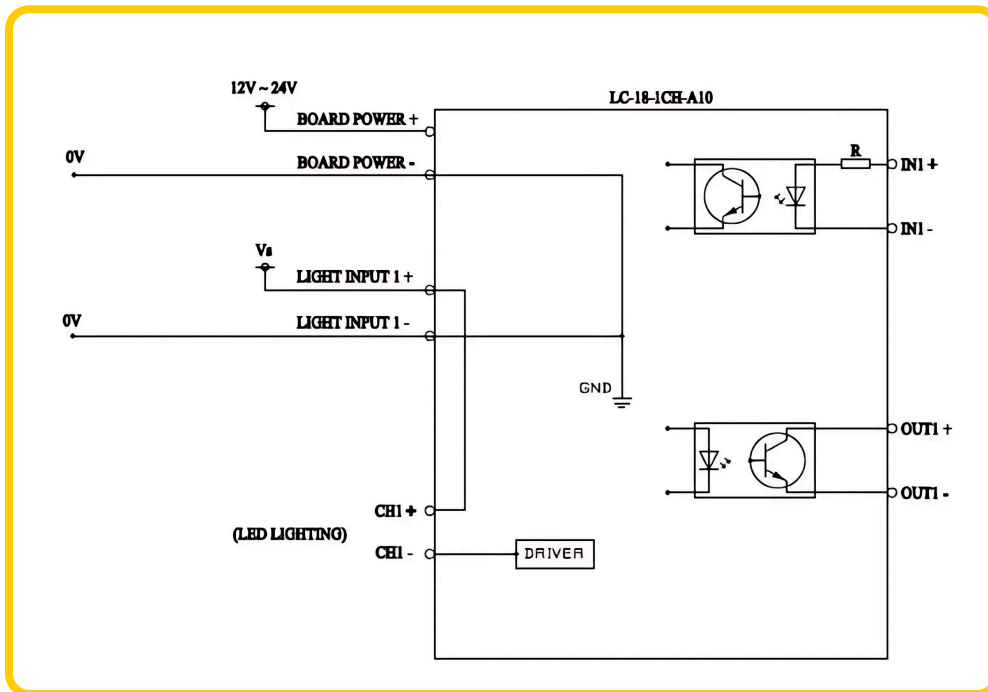 12V ~ 24V
LC-18-1CH-A10
BOARD POWER +
0V
BOARD POWER -
R
IN1 +
IN1 -
Vs
LIGHT INPUT 1 +
0V
LIGHT INPUT 1 -
GND
OUT1 +
OUT1 -
CH1 +
(LED LIGHTING)
CH1 -
DRIVER